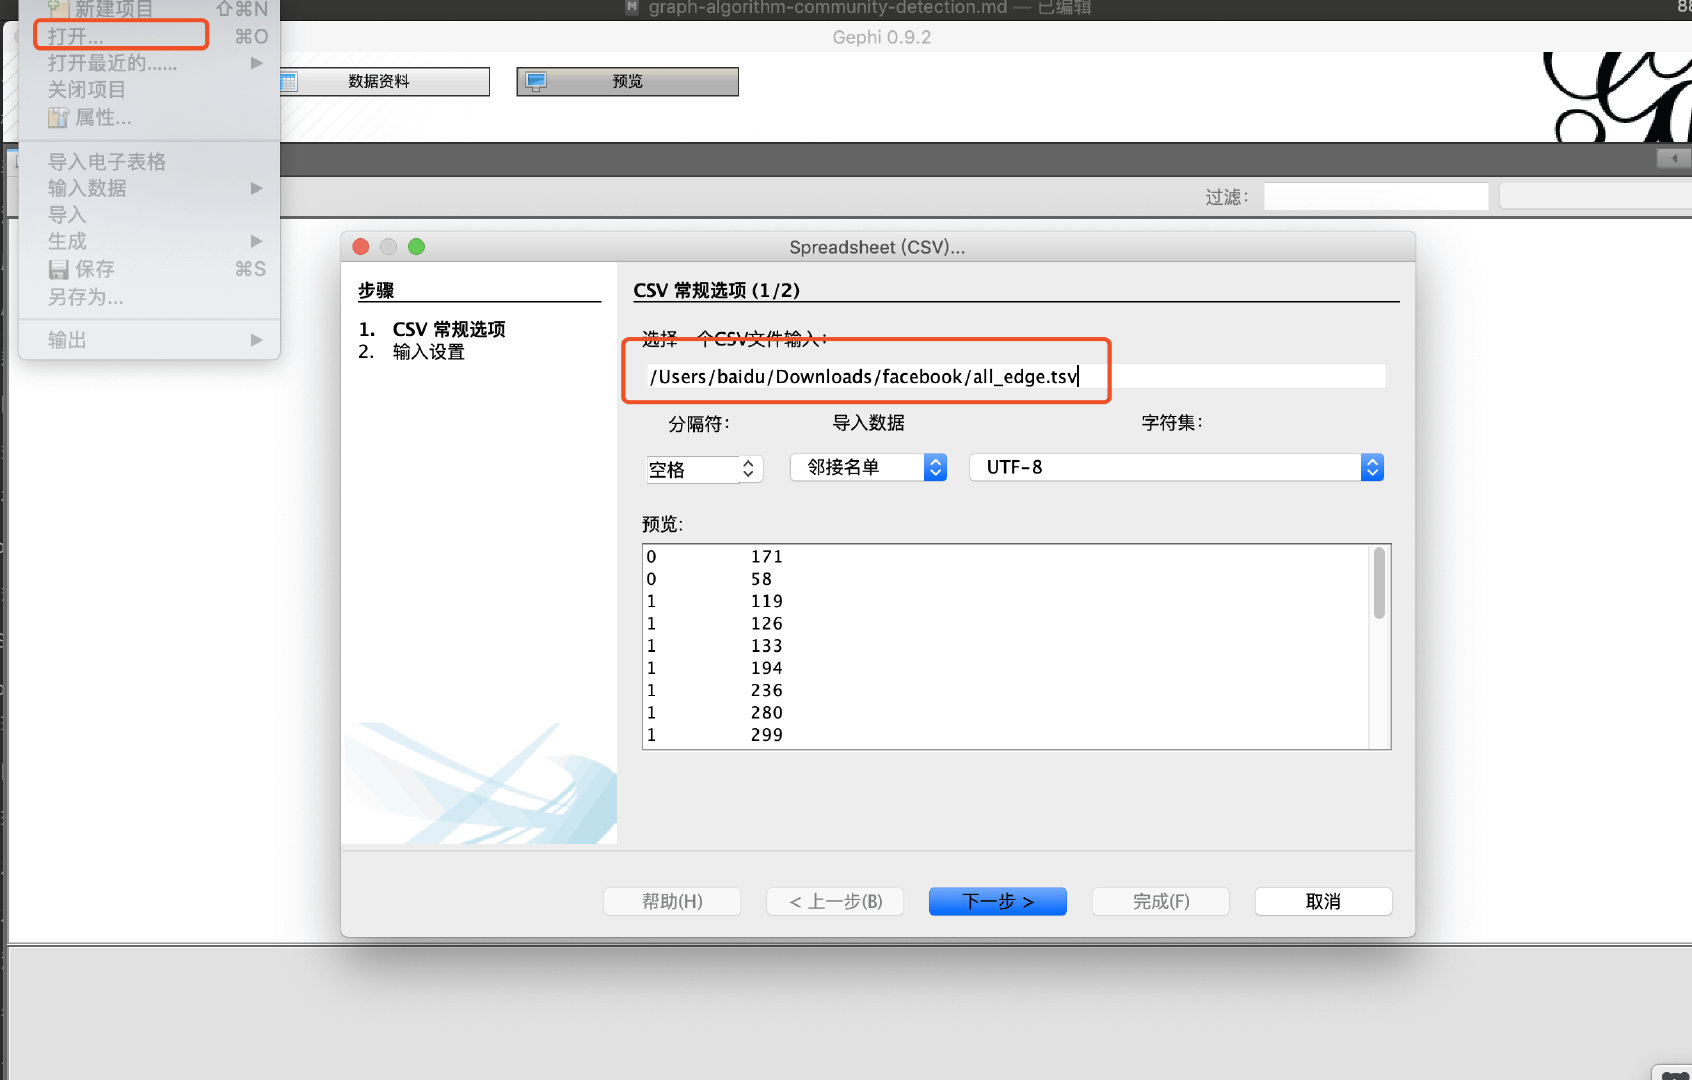 graph-algorithm-community-detection.md — 已编辑
Gephi 0.9.2
新建项目 ⇧⌘N
打开... ⌘O
打开最近的...... ▶
关闭项目
属性...
导入电子表格
输入数据 ▶
导入
生成 ▶
保存 ⌘S
另存为...
输出 ▶
数据资料
预览
过滤：
Spreadsheet (CSV)...
步骤
1. CSV 常规选项
2. 输入设置
CSV 常规选项 (1/2)
选择一个CSV文件输入：
/Users/baidu/Downloads/facebook/all_edge.tsv
分隔符： 导入数据 字符集：
空格 邻接名单 UTF-8
预览:
0 171
0 58
1 119
1 126
1 133
1 194
1 236
1 280
1 299
帮助(H) < 上一步(B) 下一步 > 完成(F) 取消